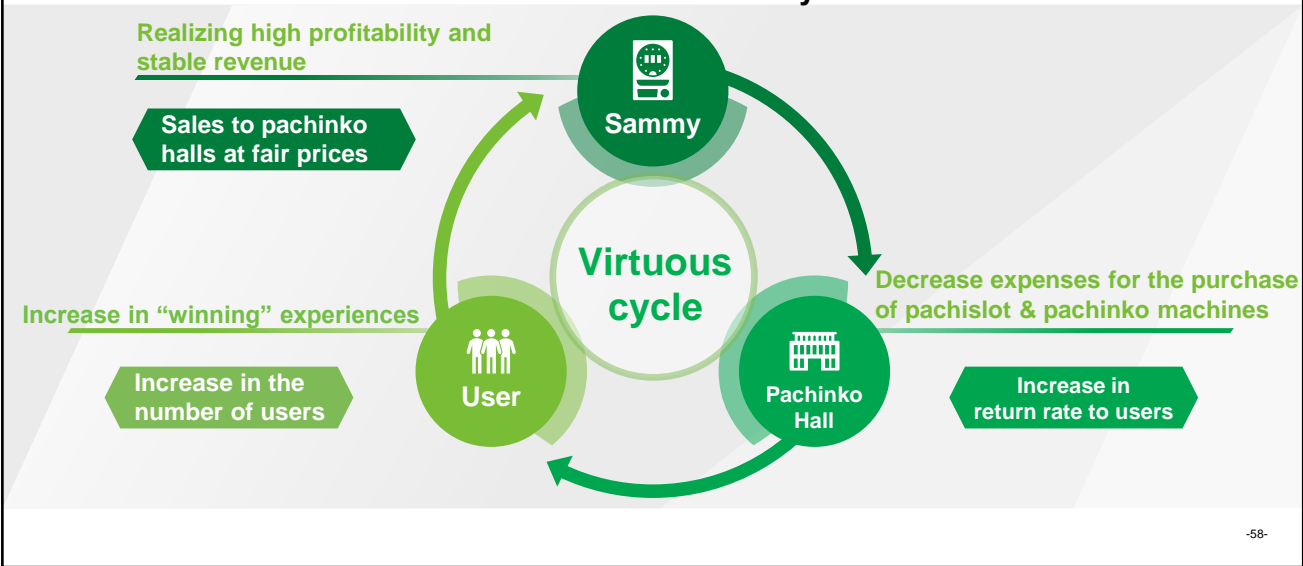 Realizing high profitability and
stable revenue
Sammy
Sales to pachinko
halls at fair prices
Virtuous
cycle
Decrease expenses for the purchase
of pachislot & pachinko machines
Increase in “winning” experiences
User
Pachinko
Hall
Increase in the
number of users
Increase in
return rate to users
-58-